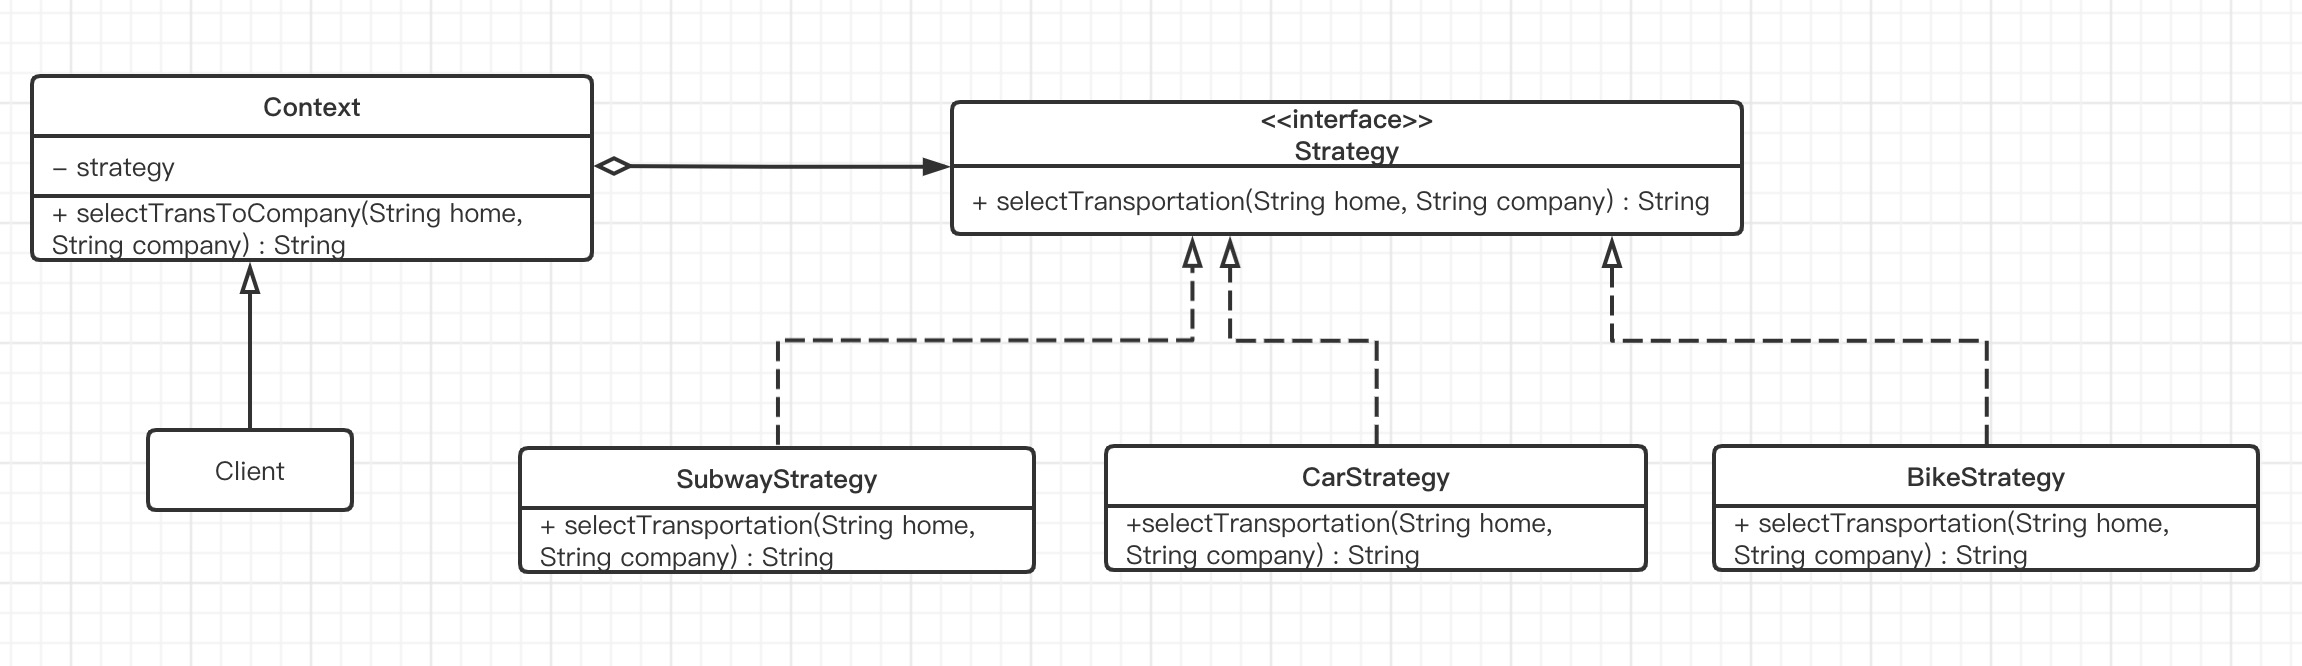 Context
– strategy
+ selectTransToCompany(String home,
String company) : String
<<interface>>
Strategy
+ selectTransportation(String home, String company) : String
Client
SubwayStrategy
+ selectTransportation(String home,
String company) : String
CarStrategy
+selectTransportation(String home,
String company) : String
BikeStrategy
+ selectTransportation(String home,
String company) : String